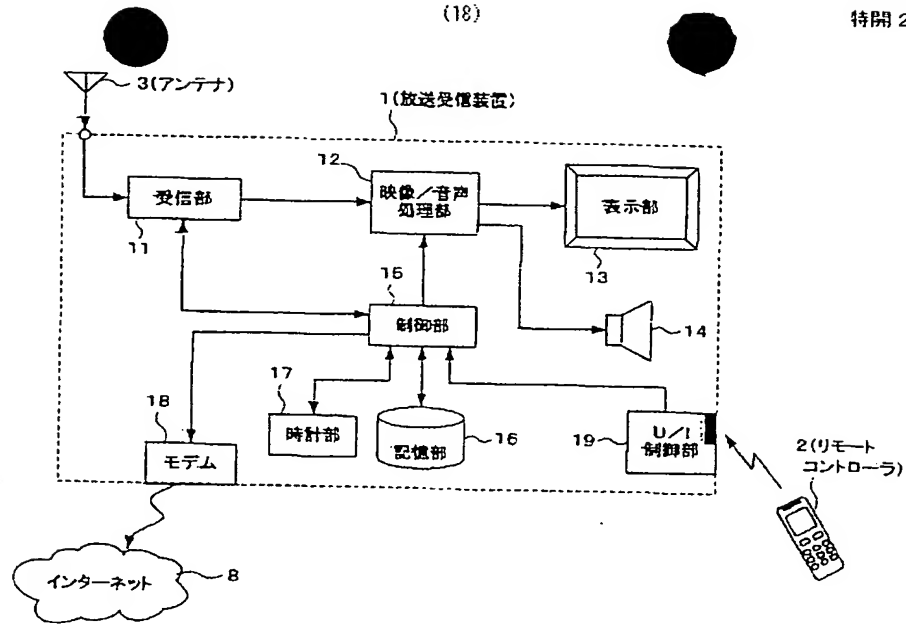 (18)
特開2
3(アンテナ)
1(放送受信装置)
12
受信部
映像/音声
処理部
表示部
11
13
15
制御部
14
17
18
時計部
記憶部
16
19
U/I
制御部
モデム
2(リモート
コントローラ)
インターネット
8